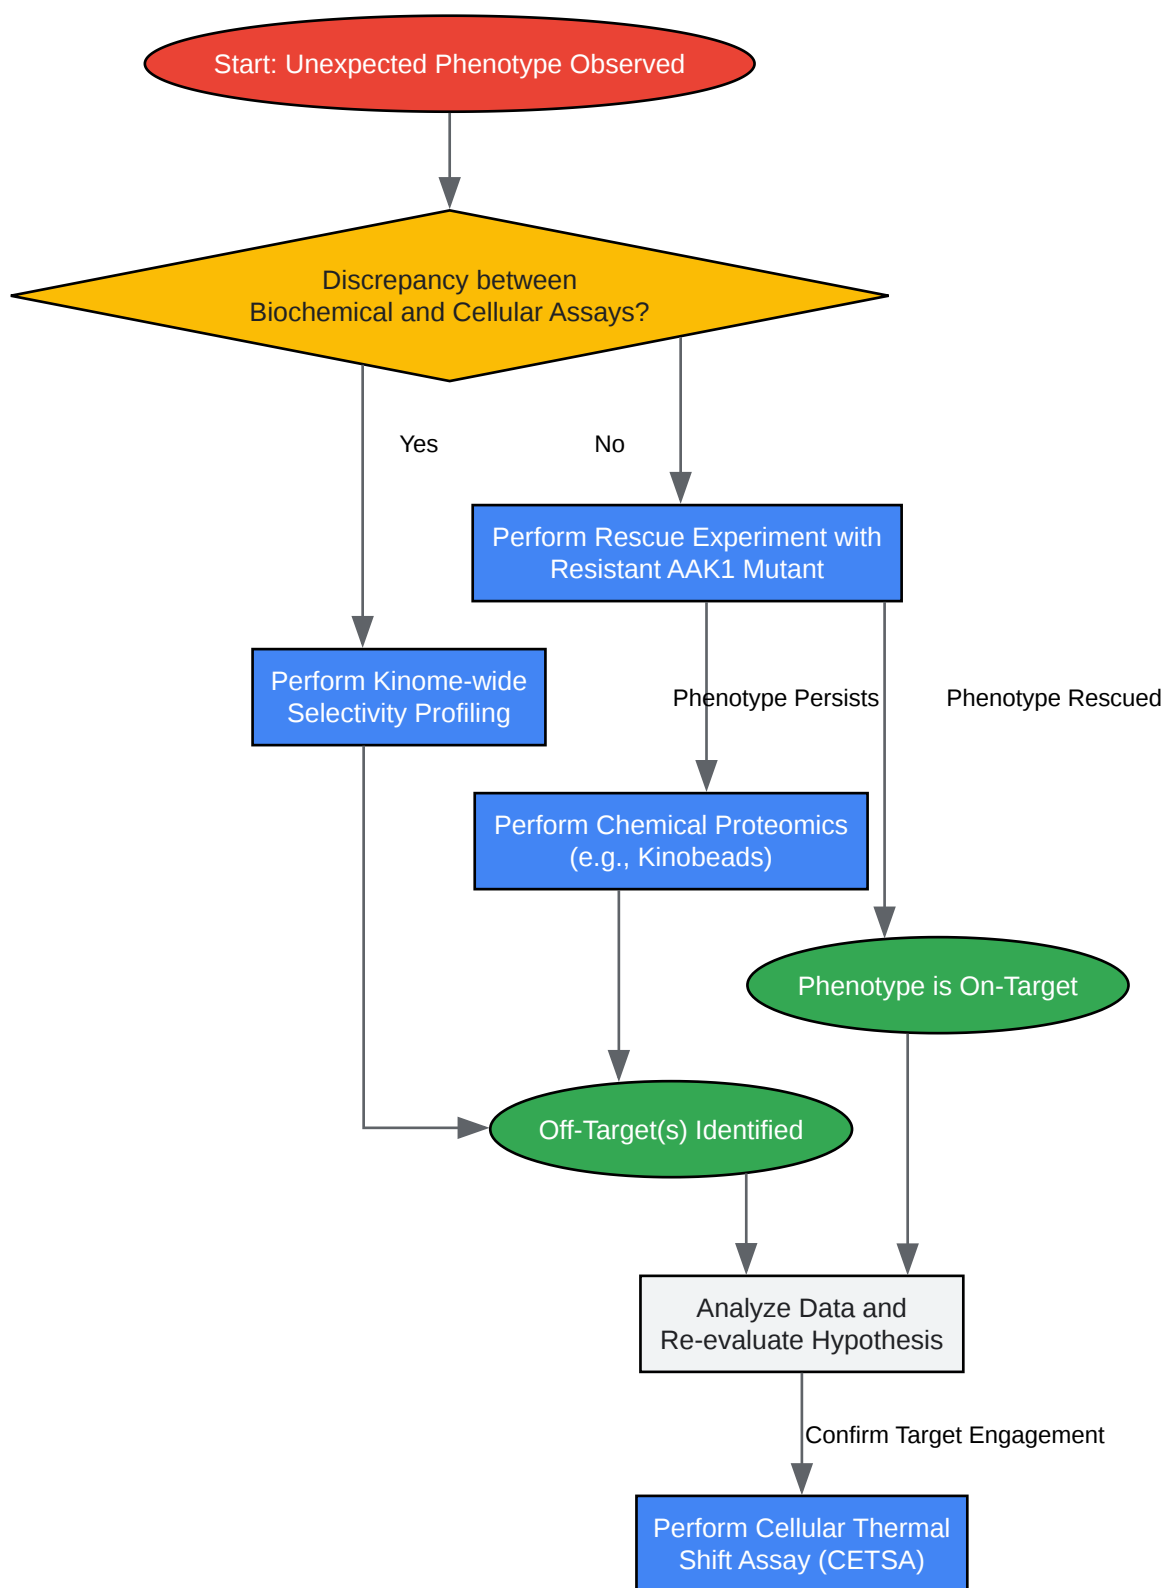 Start: Unexpected Phenotype Observed
Discrepancy between
Biochemical and Cellular Assays?
Yes
No
Perform Rescue Experiment with
Resistant AAK1 Mutant
Perform Kinome-wide
Selectivity Profiling
Phenotype Persists
Phenotype Rescued
Perform Chemical Proteomics
(e.g., Kinobeads)
Phenotype is On-Target
Off-Target(s) Identified
Analyze Data and
Re-evaluate Hypothesis
Confirm Target Engagement
Perform Cellular Thermal
Shift Assay (CETSA)